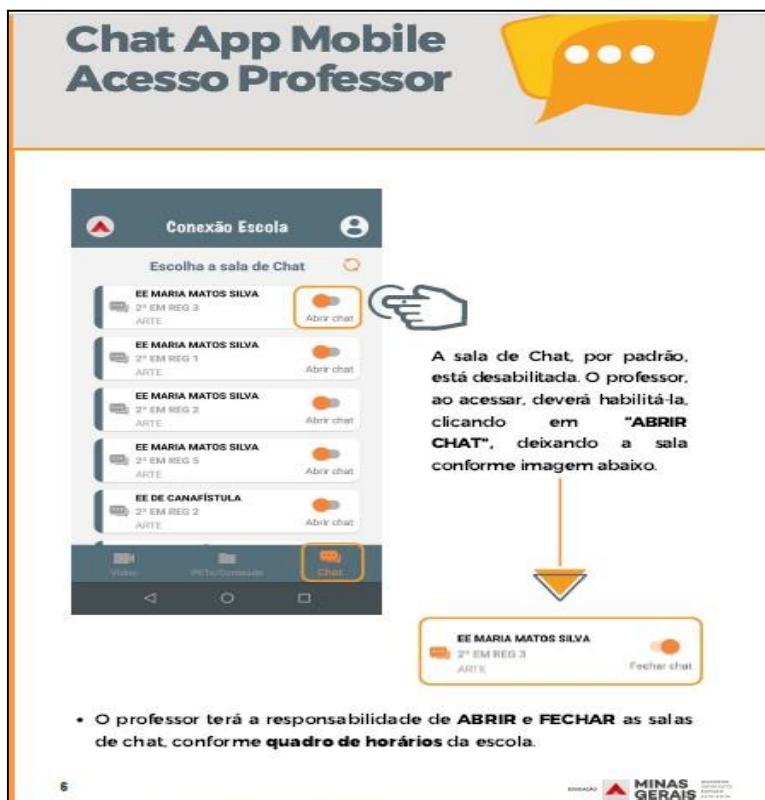 Chat App Mobile
Acesso Professor
Conexão Escola
Escolha a sala de Chat
EE MARIA MATOS SILVA
2º EM REG 3
ARTE
Abrir chat
EE MARIA MATOS SILVA
2º EM REG 1
ARTE
Abrir chat
EE MARIA MATOS SILVA
2º EM REG 2
ARTE
Abrir chat
EE MARIA MATOS SILVA
2º EM REG 5
ARTE
Abrir chat
EE DE CANAFÍSTULA
2º EM REG 2
ARTE
Abrir chat
Vídeo
PETs/Conteúdo
Chat
A sala de Chat, por padrão,
está desabilitada. O professor,
ao acessar, deverá habilitá-la,
clicando em "ABRIR
CHAT", deixando a sala
conforme imagem abaixo.
EE MARIA MATOS SILVA
2º EM REG 3
ARTE
Fechar chat
• O professor terá a responsabilidade de ABRIR e FECHAR as salas
de chat, conforme quadro de horários da escola.
6
EDUCAÇÃO
MINAS
GERAIS